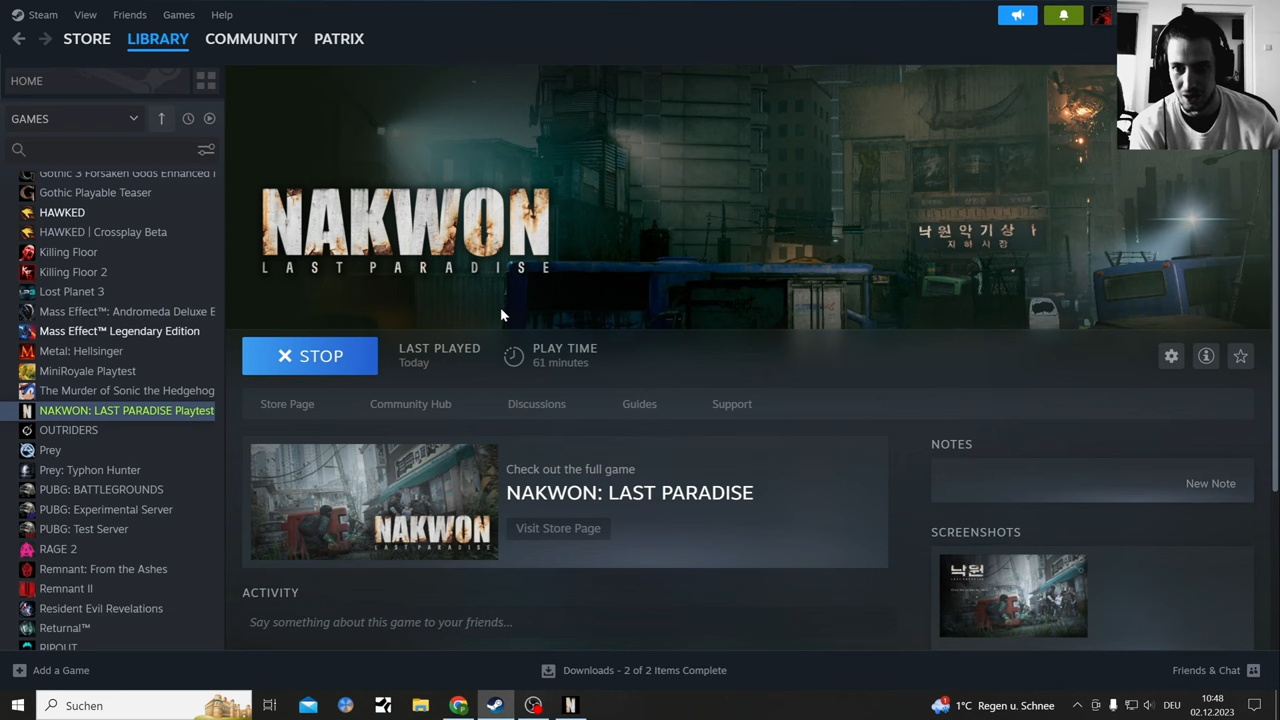 Steam View Friends Games Help
STORE LIBRARY COMMUNITY PATRIX
HOME
GAMES
Gothic 3 Forsaken Gods Enhanced
Gothic Playable Teaser
HAWKED
HAWKED | Crossplay Beta
Killing Floor
Killing Floor 2
Lost Planet 3
Mass Effect™: Andromeda Deluxe E
Mass Effect™ Legendary Edition
Metal: Hellsinger
MiniRoyale Playtest
The Murder of Sonic the Hedgehog
NAKWON: LAST PARADISE Playtest
OUTRIDERS
Prey
Prey: Typhon Hunter
PUBG: BATTLEGROUNDS
PUBG: Experimental Server
PUBG: Test Server
RAGE 2
Remnant: From the Ashes
Remnant II
Resident Evil Revelations
Returnal™
RIPOUT
Add a Game
NAKWON
LAST PARADISE
낙원악기상가
지하시장
STOP
LAST PLAYED
Today
PLAY TIME
61 minutes
Store Page Community Hub Discussions Guides Support
NAKWON
LAST PARADISE
Check out the full game
NAKWON: LAST PARADISE
Visit Store Page
ACTIVITY
Say something about this game to your friends...
NOTES
New Note
SCREENSHOTS
낙원
Downloads - 2 of 2 Items Complete
Friends & Chat
Suchen
1°C Regen u. Schnee
DEU
10:48
02.12.2023